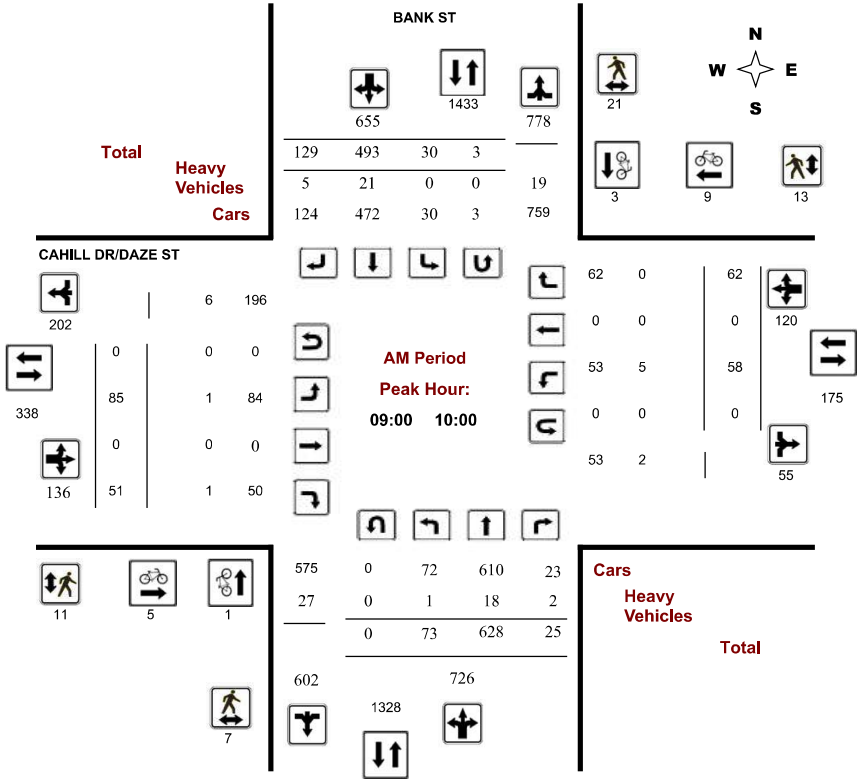 BANK ST
N
W E
S
1433
21
655 778
Total
129 493 30 3
Heavy
Vehicles
5 21 0 0 19
Cars
124 472 30 3 759
3 9 13
CAHILL DR/DAZE ST
62 0 62
6 196
202
120
0 0 0
0 0 0
AM Period
53 5 58
Peak Hour:
85 1 84
338
175
09:00 10:00
0 0 0
0 0 0
53 2
55
136 51 1 50
575 0 72 610 23
Cars
27 0 1 18 2
Heavy
Vehicles
11 5 1
0 73 628 25
Total
602 726
1328
7